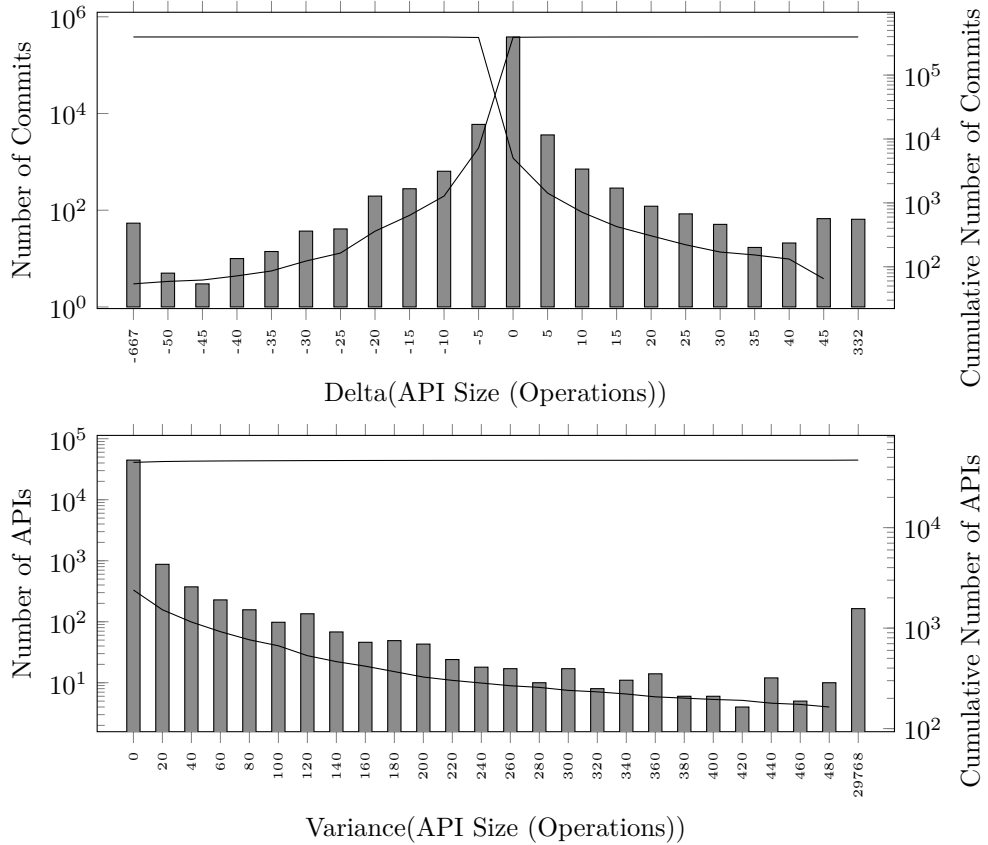 10^6
10^4
10^2
10^0
Number of Commits
10^5
10^4
10^3
10^2
Cumulative Number of Commits
-667 -50 -45 -40 -35 -30 -25 -20 -15 -10 -5 0 5 10 15 20 25 30 35 40 45 332
Delta(API Size (Operations))
10^5
10^4
10^3
10^2
10^1
Number of APIs
10^4
10^3
10^2
Cumulative Number of APIs
0 20 40 60 80 100 120 140 160 180 200 220 240 260 280 300 320 340 360 380 400 420 440 460 480 29768
Variance(API Size (Operations))